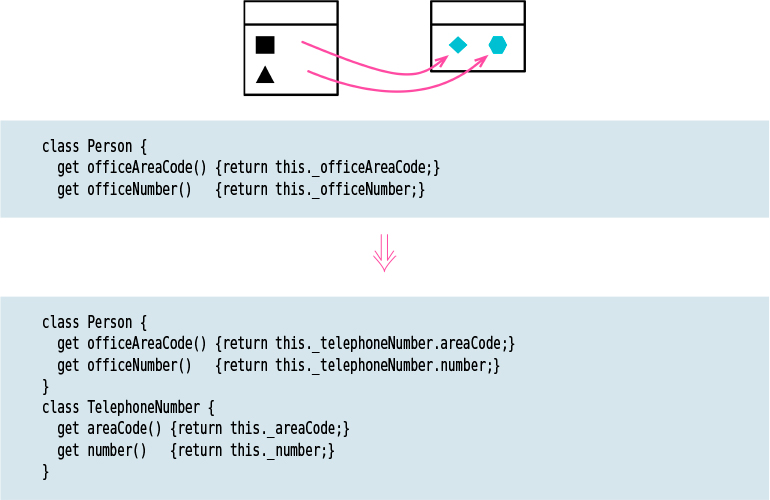 class Person {
  get officeAreaCode() {return this._officeAreaCode;}
  get officeNumber()   {return this._officeNumber;}
class Person {
  get officeAreaCode() {return this._telephoneNumber.areaCode;}
  get officeNumber()   {return this._telephoneNumber.number;}
}
class TelephoneNumber {
  get areaCode() {return this._areaCode;}
  get number()   {return this._number;}
}